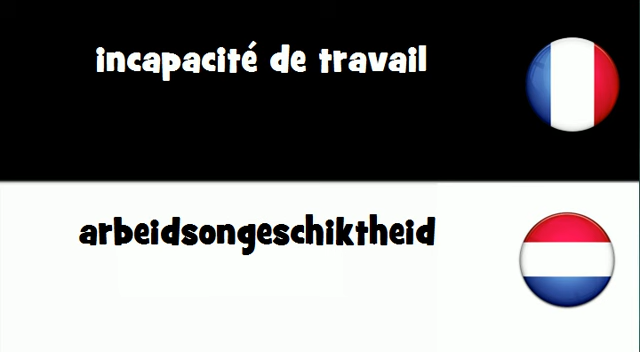 incapacité de travail
arbeidsongeschiktheid